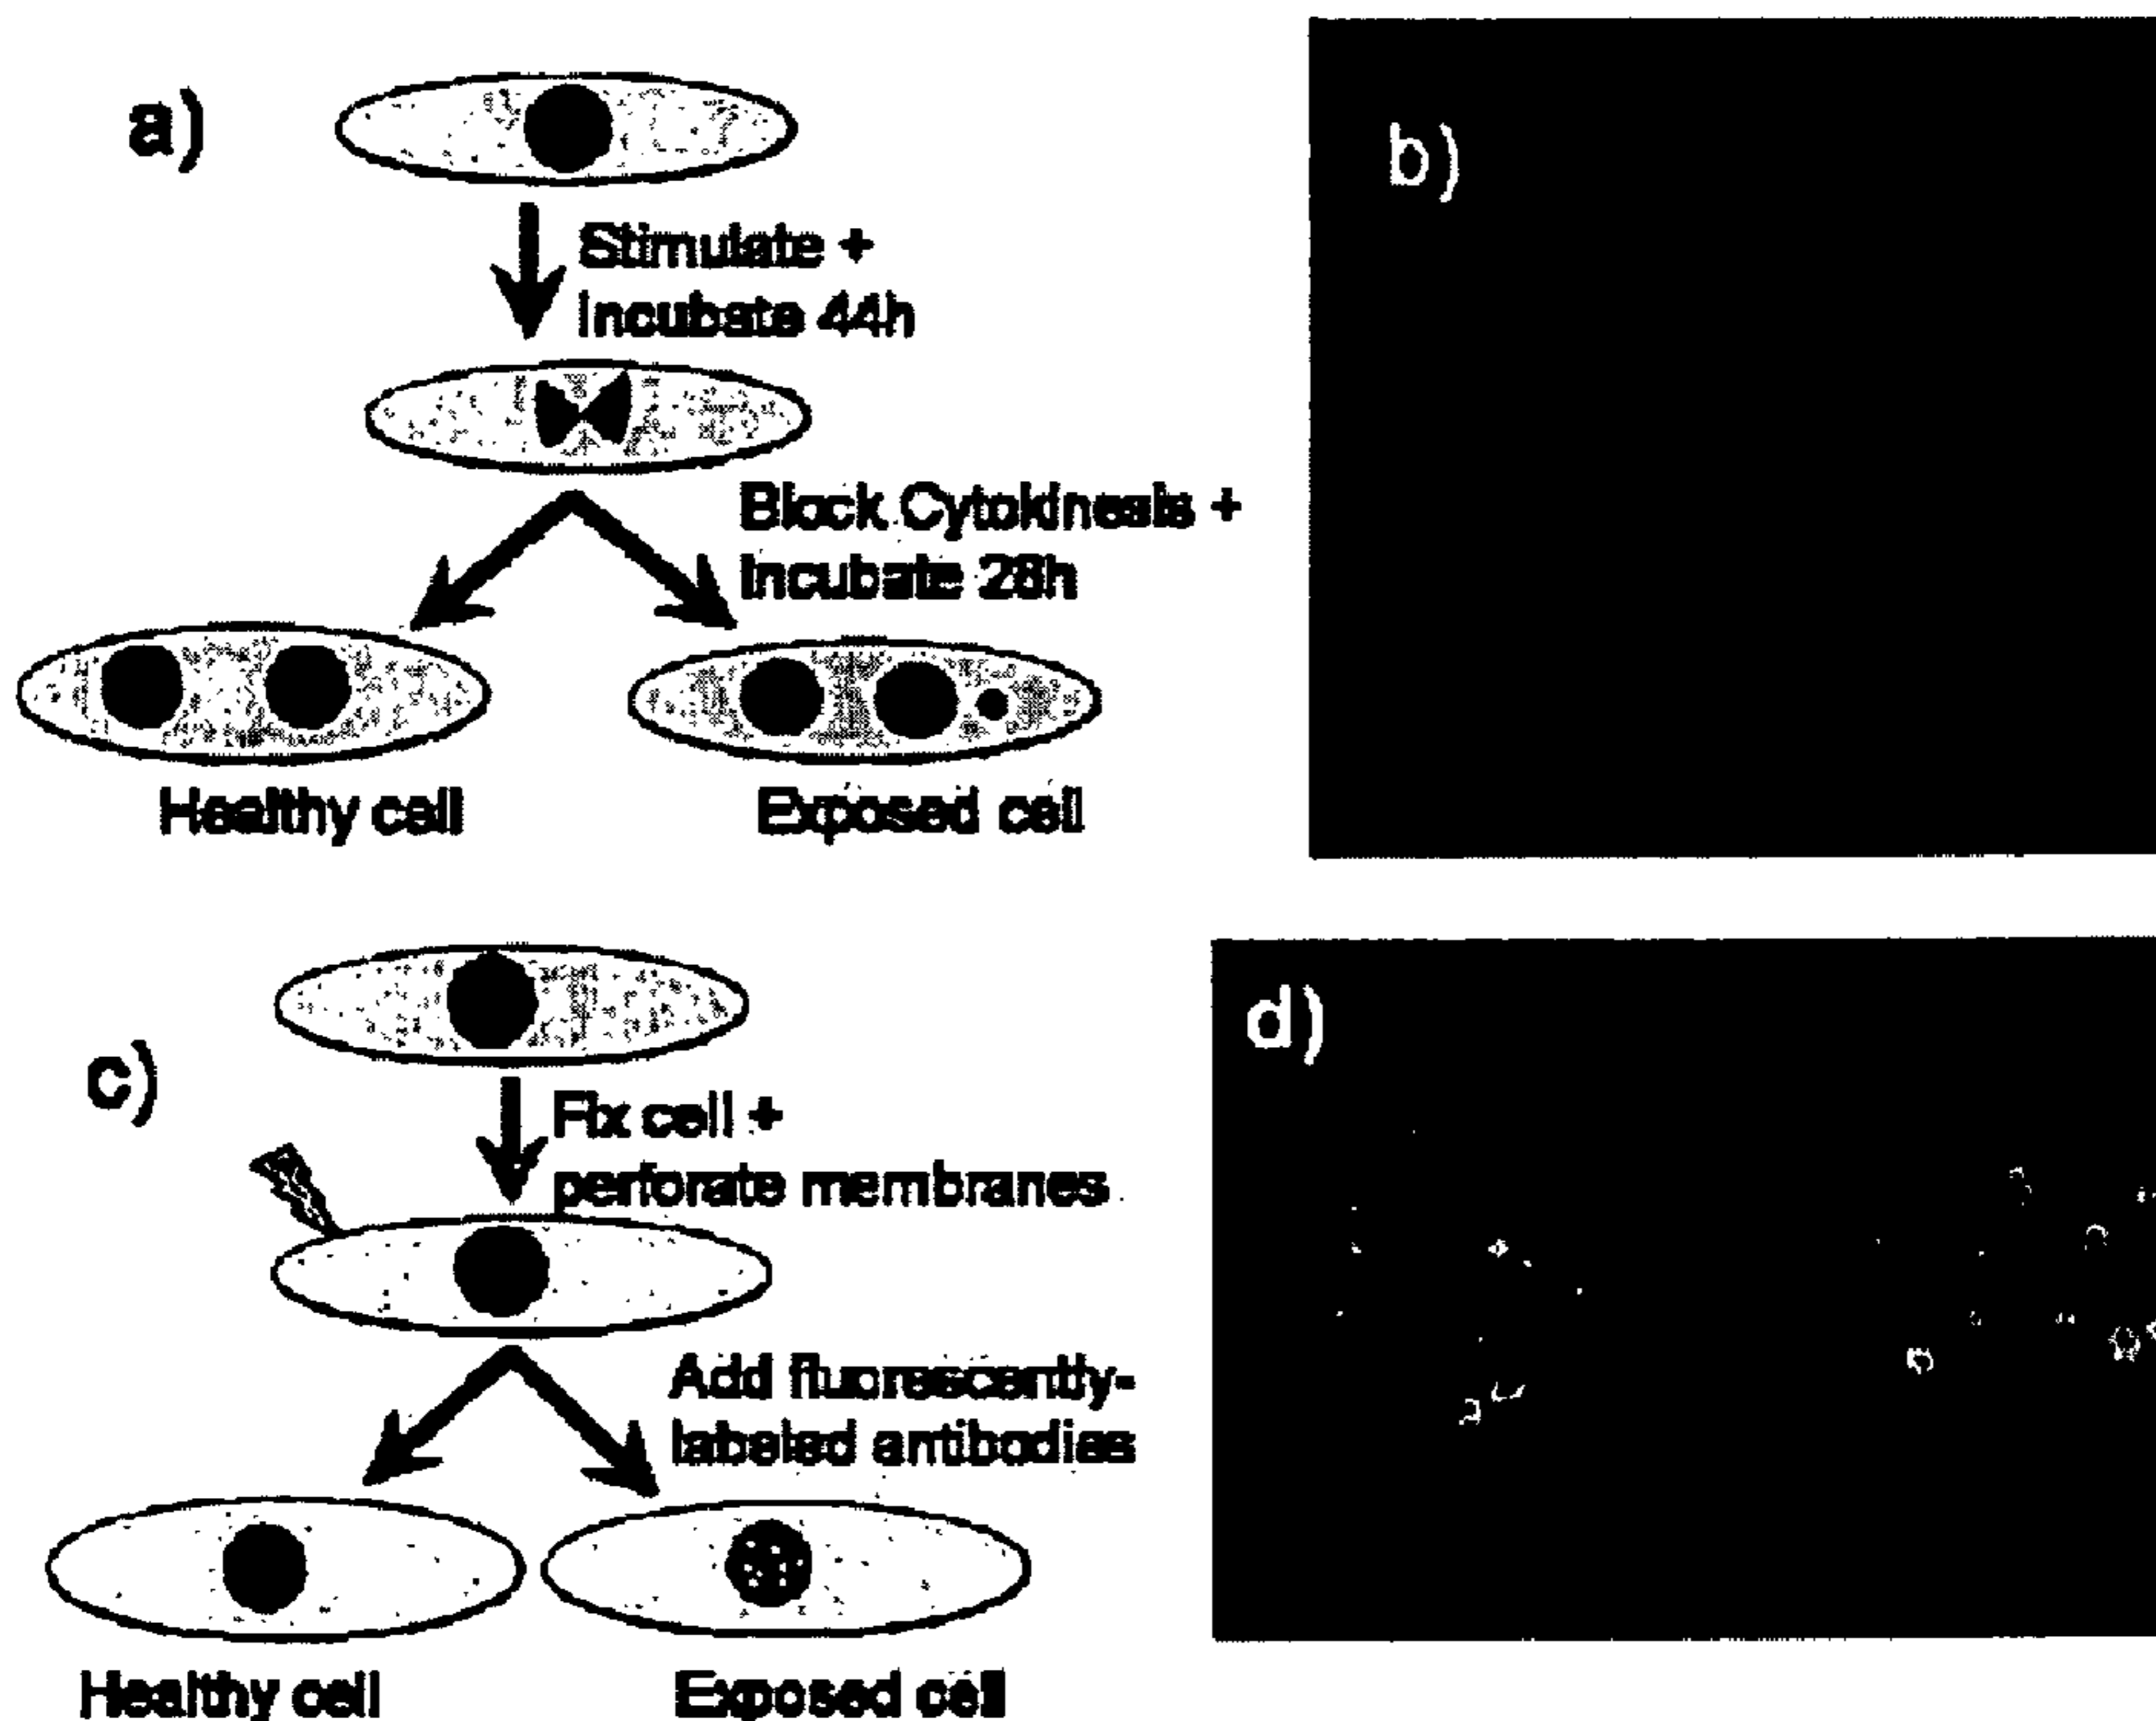 a)
Stimulate +
Incubate 44h
Block Cytokinesis +
Incubate 28h
Healthy cell
Exposed cell
b)
c)
Fix cell +
perforate membranes
Add fluorescently-
labeled antibodies
Healthy cell
Exposed cell
d)